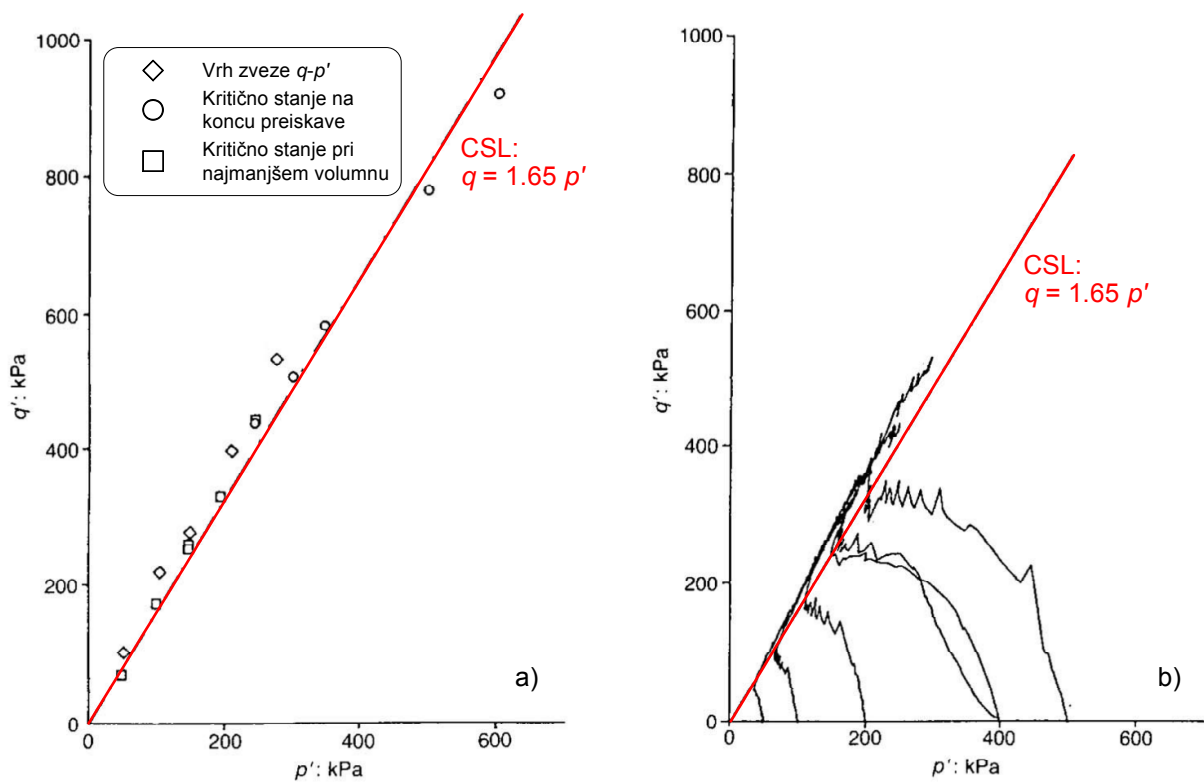 1000
800
600
400
200
0
q': kPa
Vrh zveze q-p'
Kritično stanje na
koncu preiskave
Kritično stanje pri
najmanjšem volumnu
CSL:
q = 1.65 p'
a)
0 200 400 600
p': kPa
1000
800
600
400
200
0
q': kPa
CSL:
q = 1.65 p'
b)
0 200 400 600
p': kPa